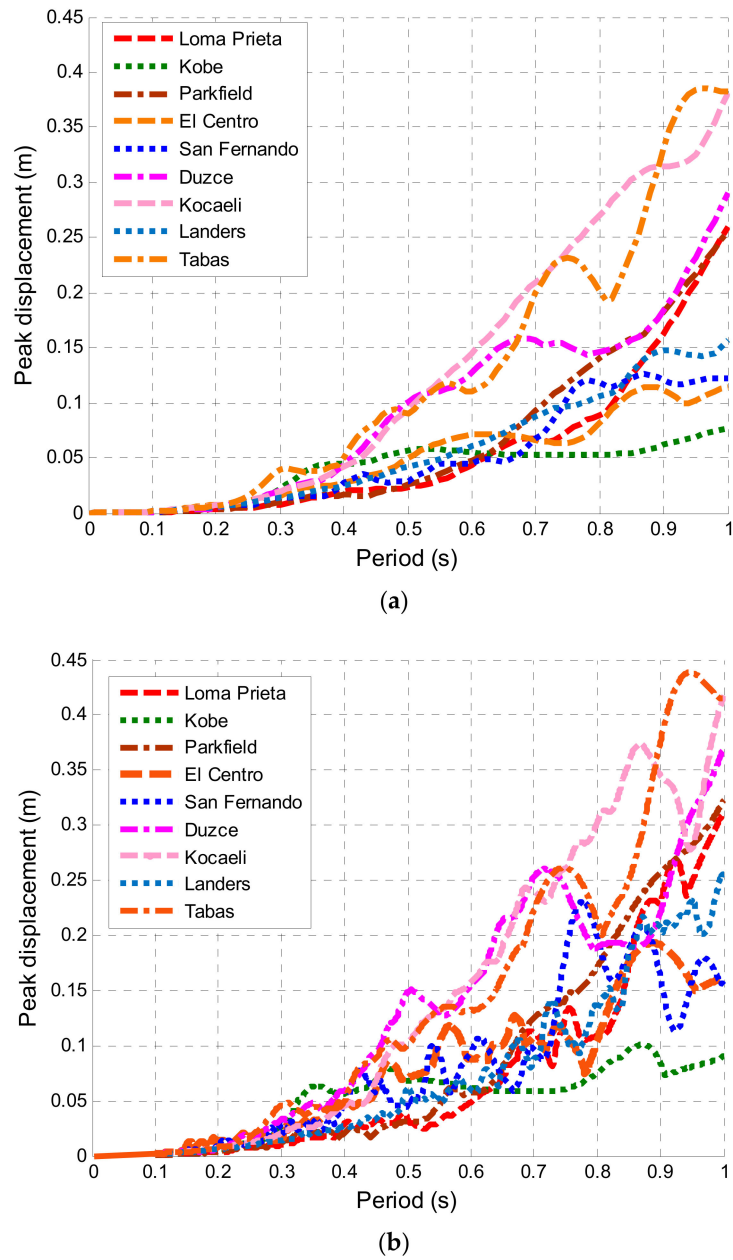 0.45
0.4
0.35
0.3
0.25
0.2
0.15
0.1
0.05
0
Peak displacement (m)
Loma Prieta
Kobe
Parkfield
El Centro
San Fernando
Duzce
Kocaeli
Landers
Tabas
0 0.1 0.2 0.3 0.4 0.5 0.6 0.7 0.8 0.9 1
Period (s)
(a)
0.45
0.4
0.35
0.3
0.25
0.2
0.15
0.1
0.05
0
Peak displacement (m)
Loma Prieta
Kobe
Parkfield
El Centro
San Fernando
Duzce
Kocaeli
Landers
Tabas
0 0.1 0.2 0.3 0.4 0.5 0.6 0.7 0.8 0.9 1
Period (s)
(b)